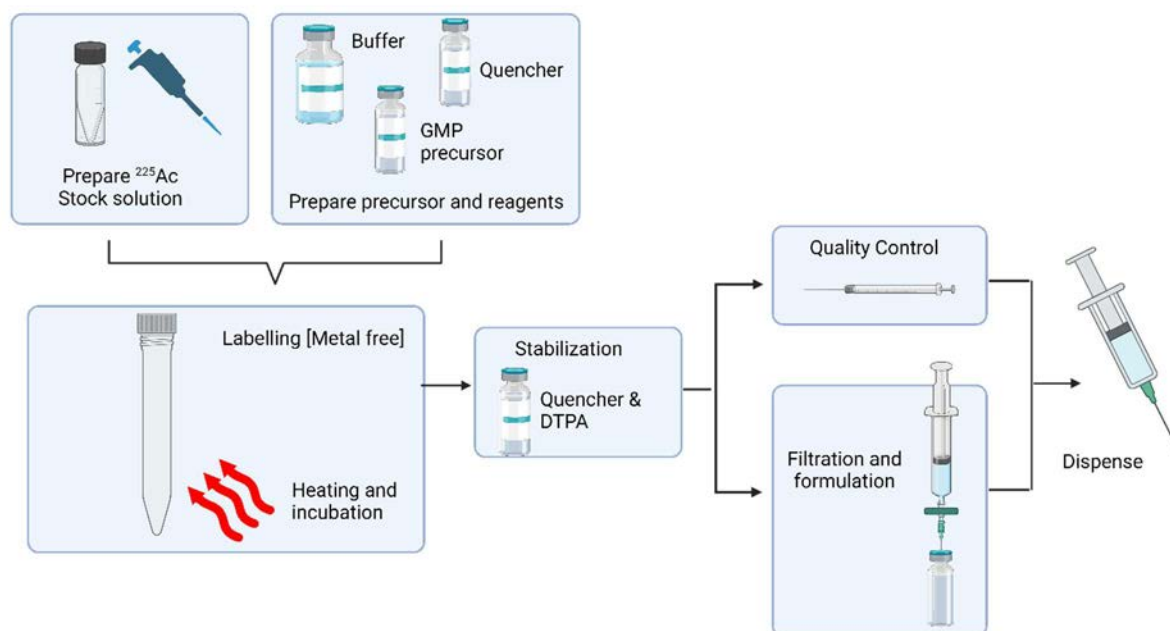 Prepare ²²⁵Ac
Stock solution
Buffer
Quencher
GMP
precursor
Prepare precursor and reagents
Labelling [Metal free]
Heating and
incubation
Stabilization
Quencher &
DTPA
Quality Control
Filtration and
formulation
Dispense